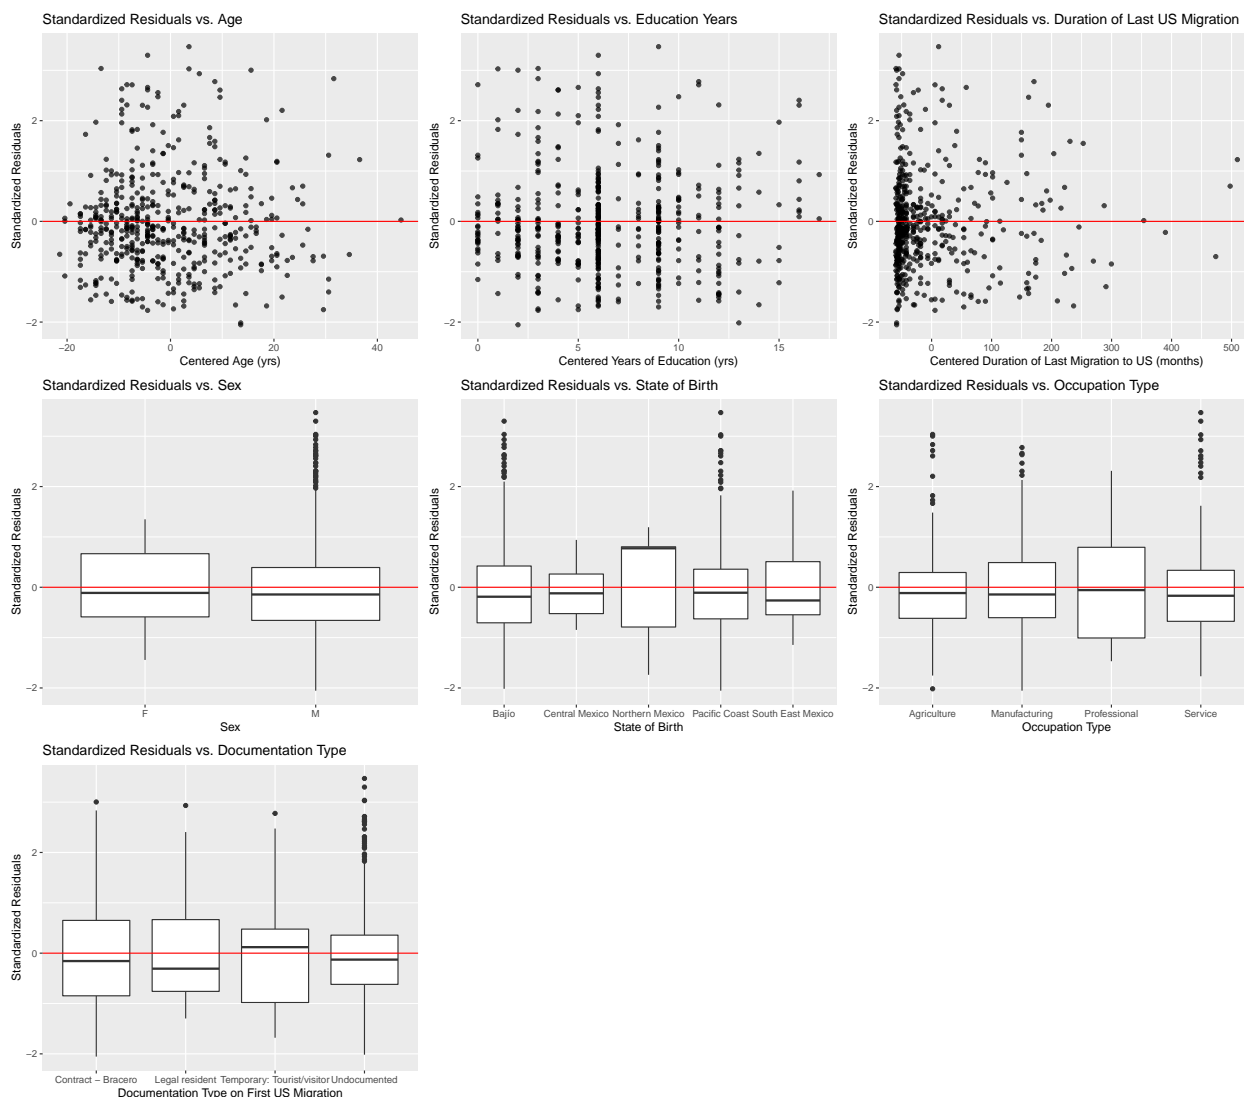 Standardized Residuals vs. Age
Standardized Residuals
2
0
−2
−20 0 20 40
Centered Age (yrs)
Standardized Residuals vs. Education Years
Standardized Residuals
2
0
−2
0 5 10 15
Centered Years of Education (yrs)
Standardized Residuals vs. Duration of Last US Migration
Standardized Residuals
2
0
−2
0 100 200 300 400 500
Centered Duration of Last Migration to US (months)
Standardized Residuals vs. Sex
Standardized Residuals
2
0
−2
F M
Sex
Standardized Residuals vs. State of Birth
Standardized Residuals
2
0
−2
Bajío Central Mexico Northern Mexico Pacific Coast South East Mexico
State of Birth
Standardized Residuals vs. Occupation Type
Standardized Residuals
2
0
−2
Agriculture Manufacturing Professional Service
Occupation Type
Standardized Residuals vs. Documentation Type
Standardized Residuals
2
0
−2
Contract − Bracero Legal resident Temporary: Tourist/visitor Undocumented
Documentation Type on First US Migration